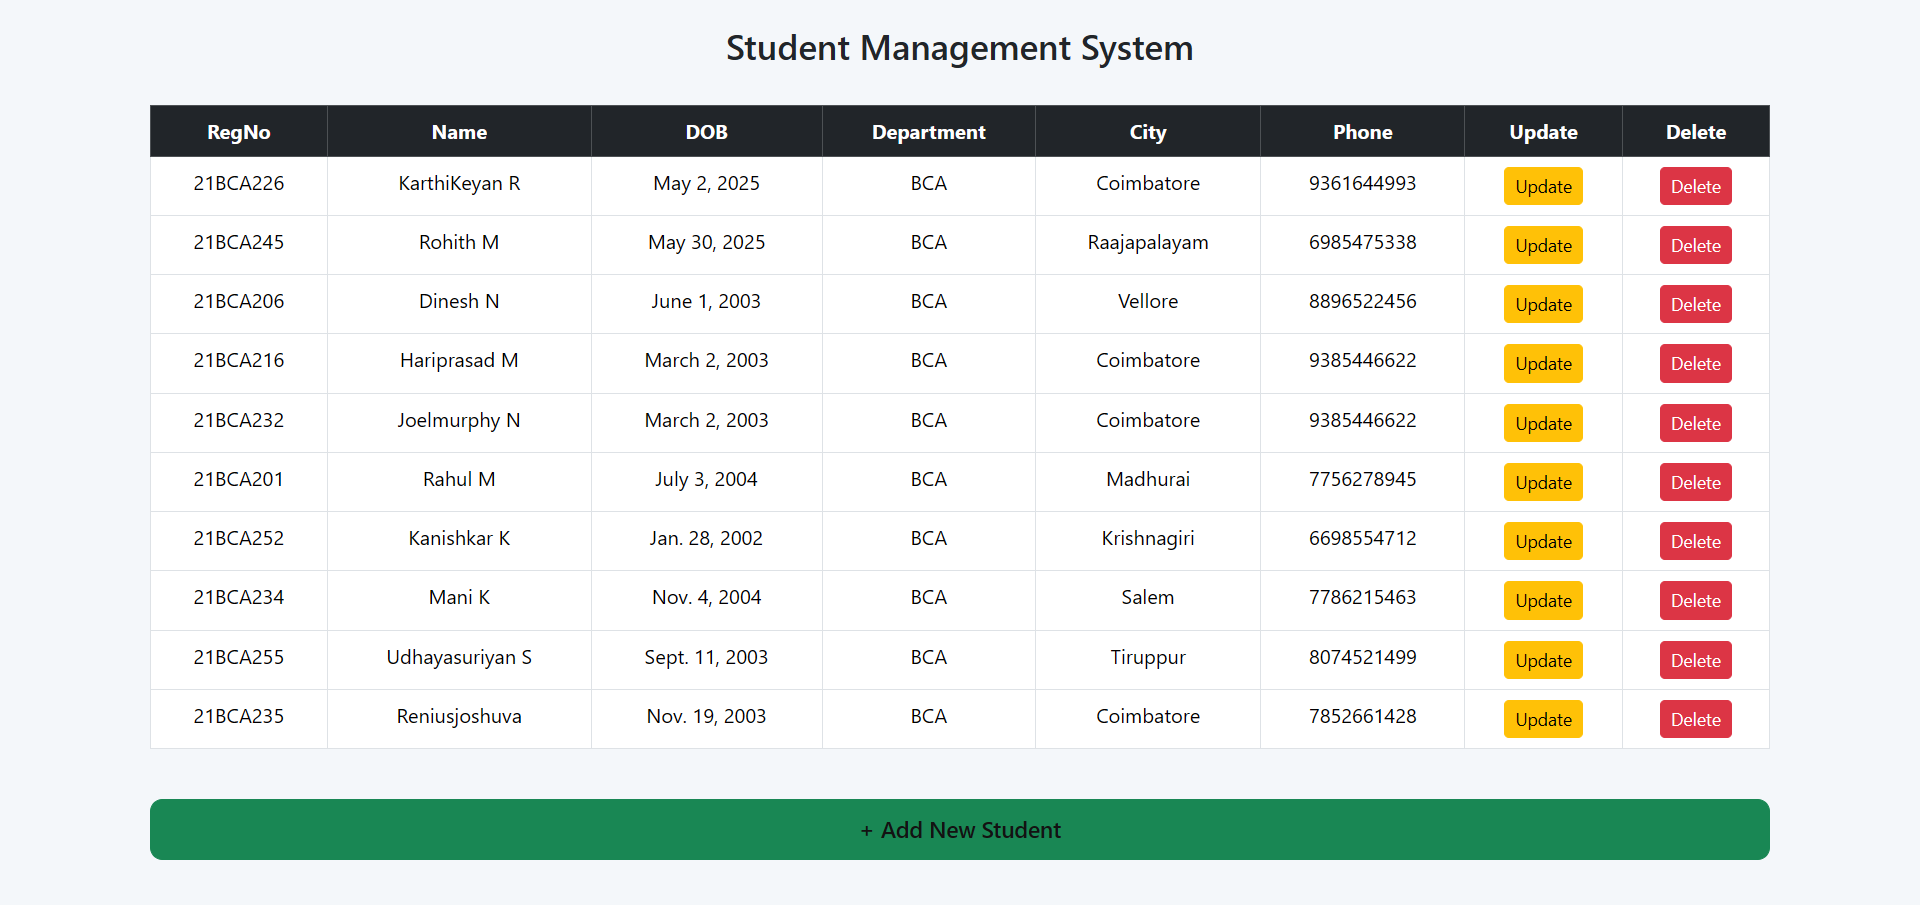 Student Management System
RegNo Name DOB Department City Phone Update Delete
21BCA226 KarthiKeyan R May 2, 2025 BCA Coimbatore 9361644993 Update Delete
21BCA245 Rohith M May 30, 2025 BCA Raajapalayam 6985475338 Update Delete
21BCA206 Dinesh N June 1, 2003 BCA Vellore 8896522456 Update Delete
21BCA216 Hariprasad M March 2, 2003 BCA Coimbatore 9385446622 Update Delete
21BCA232 Joelmurphy N March 2, 2003 BCA Coimbatore 9385446622 Update Delete
21BCA201 Rahul M July 3, 2004 BCA Madhurai 7756278945 Update Delete
21BCA252 Kanishkar K Jan. 28, 2002 BCA Krishnagiri 6698554712 Update Delete
21BCA234 Mani K Nov. 4, 2004 BCA Salem 7786215463 Update Delete
21BCA255 Udhayasuriyan S Sept. 11, 2003 BCA Tiruppur 8074521499 Update Delete
21BCA235 Reniusjoshuva Nov. 19, 2003 BCA Coimbatore 7852661428 Update Delete
+ Add New Student